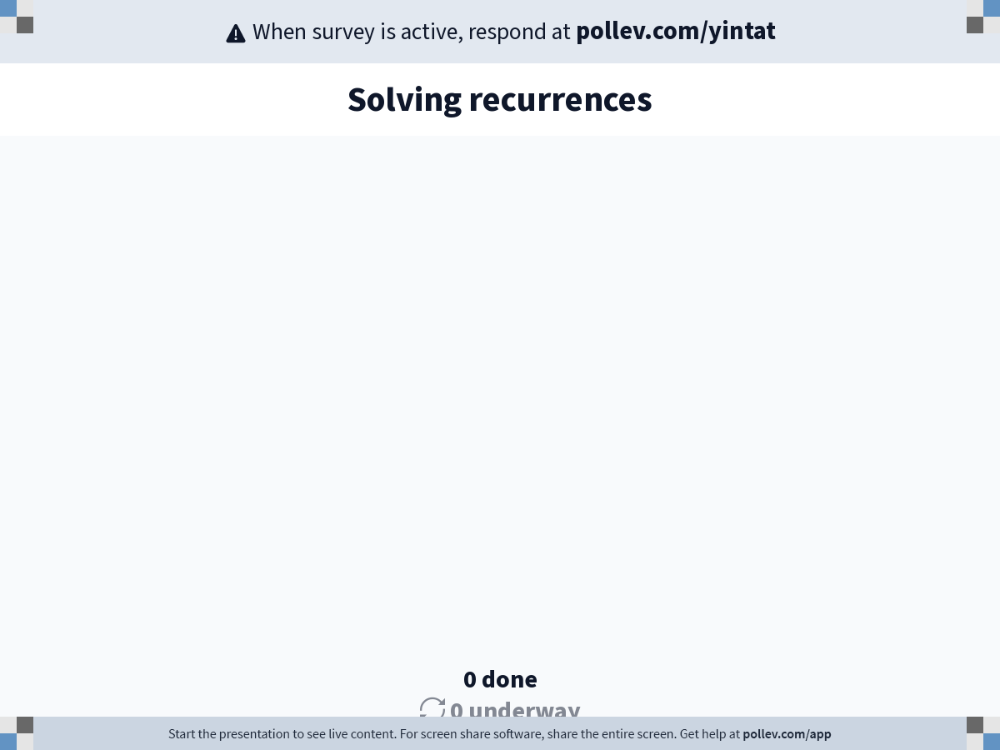 When survey is active, respond at pollev.com/yintat
Solving recurrences
0 done
0 underway
Start the presentation to see live content. For screen share software, share the entire screen. Get help at pollev.com/app